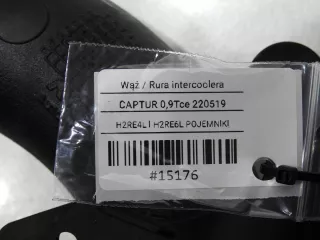 Wąż / Rura intercoolera
CAPTUR 0,9Tce 220519
H2RE4L I H2RE6L POJEMNIKI
#15176